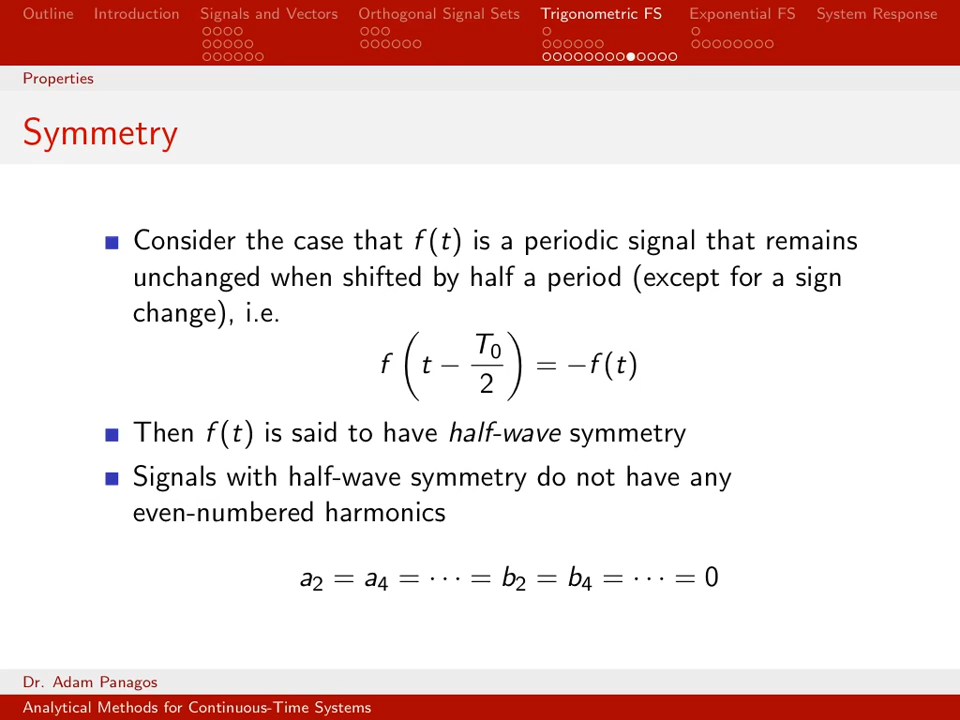 Outline Introduction Signals and Vectors Orthogonal Signal Sets Trigonometric FS Exponential FS System Response
Properties
Symmetry
Consider the case that f(t) is a periodic signal that remains
unchanged when shifted by half a period (except for a sign
change), i.e.
f(t − T₀/2) = −f(t)
Then f(t) is said to have half-wave symmetry
Signals with half-wave symmetry do not have any
even-numbered harmonics
a₂ = a₄ = ··· = b₂ = b₄ = ··· = 0
Dr. Adam Panagos
Analytical Methods for Continuous-Time Systems